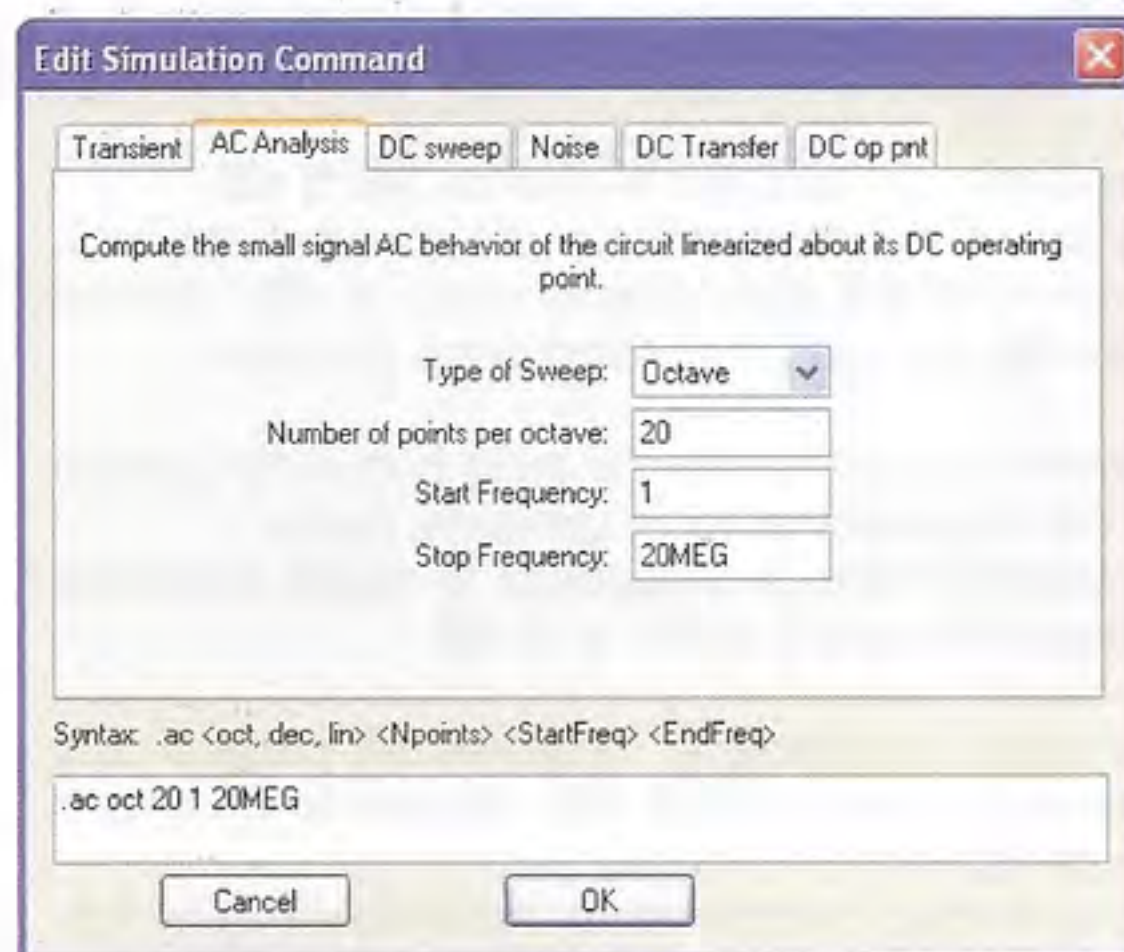 Edit Simulation Command
Transient AC Analysis DC sweep Noise DC Transfer DC op pnt
Compute the small signal AC behavior of the circuit linearized about its DC operating
point.
Type of Sweep: Octave
Number of points per octave: 20
Start Frequency: 1
Stop Frequency: 20MEG
Syntax: .ac <oct, dec, lin> <Npoints> <StartFreq> <EndFreq>
.ac oct 20 1 20MEG
Cancel OK